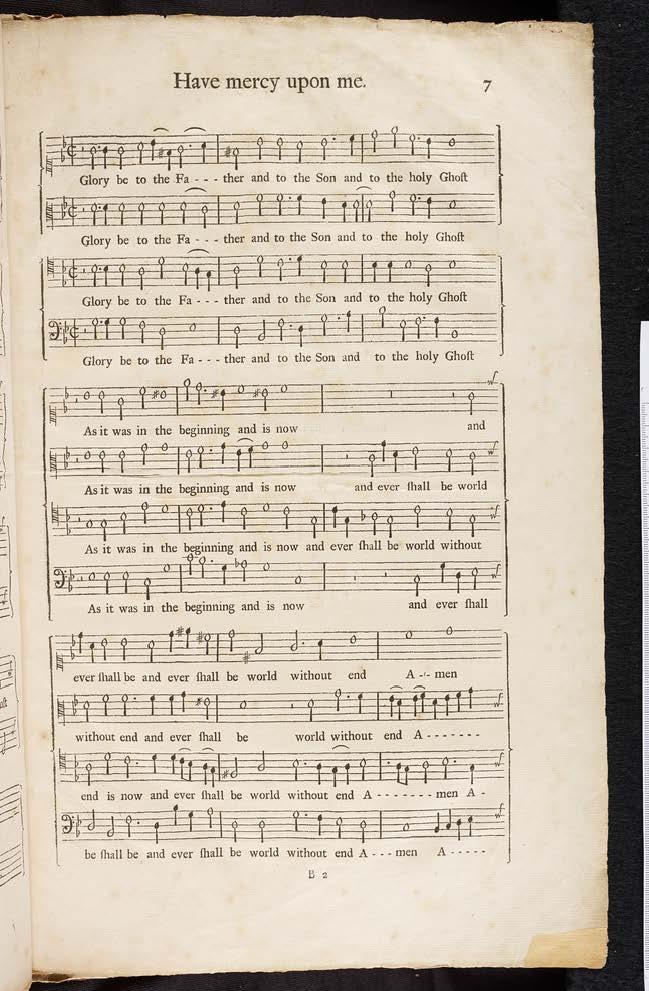 Have mercy upon me.
7
Glory be to the Fa - - - ther and to the Son and to the holy Ghoſt
Glory be to the Fa - - - ther and to the Son and to the holy Ghoſt
Glory be to the Fa - - - ther and to the Son and to the holy Ghoſt
Glory be to the Fa - - - ther and to the Son and to the holy Ghoſt
As it was in the beginning and is now and
As it was in the beginning and is now and ever ſhall be world
As it was in the beginning and is now and ever ſhall be world without
As it was in the beginning and is now and ever ſhall
ever ſhall be and ever ſhall be world without end A - - men
without end and ever ſhall be world without end A - - - - - - -
end is now and ever ſhall be world without end A - - - - - - - - men A -
be ſhall be and ever ſhall be world without end A - - - men A - - - - -
B 2